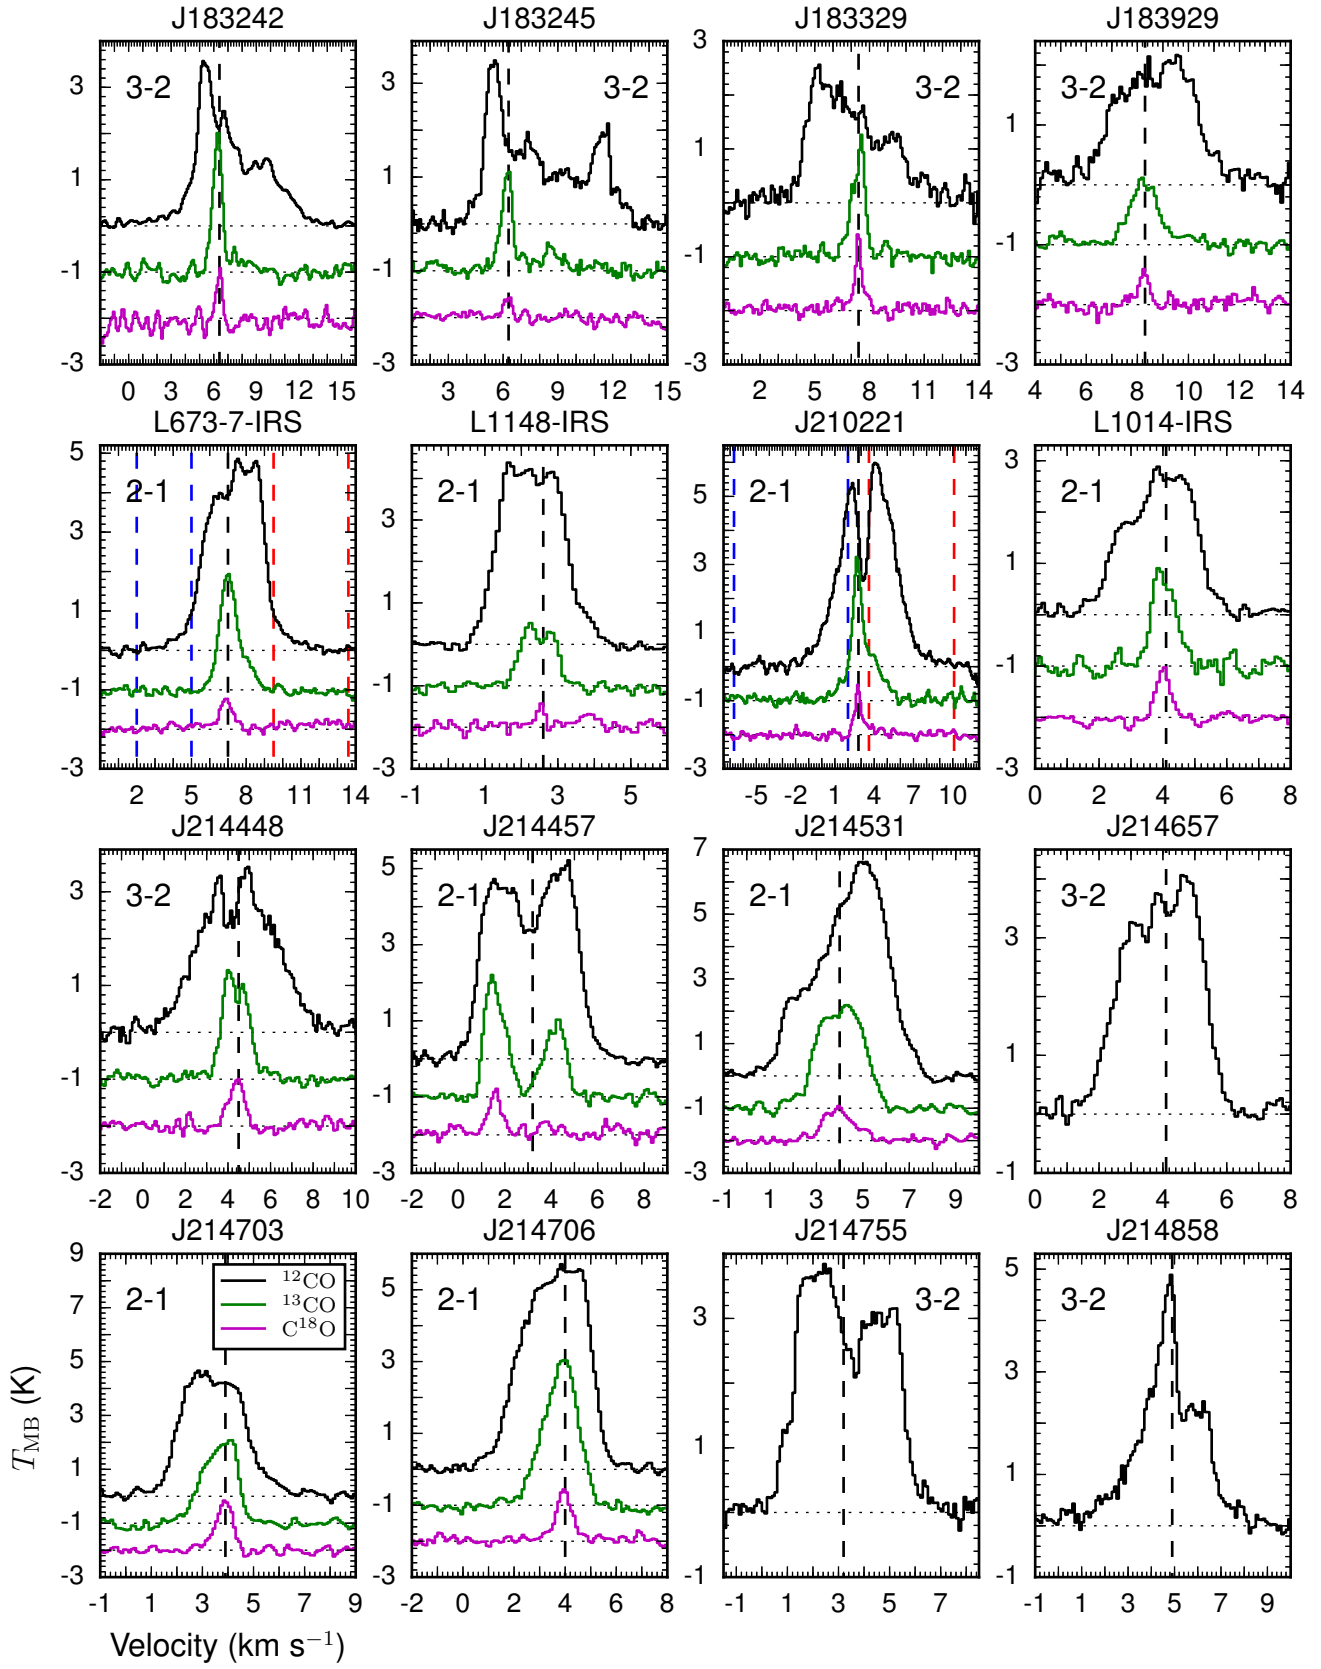 J183242 J183245 J183329 J183929
3-2 3-2 3-2 3-2
3 1 -1 -3
3 1 -1 -3
3 1 -1 -3
1 -1 -3
0 3 6 9 12 15
3 6 9 12 15
2 5 8 11 14
4 6 8 10 12 14
L673-7-IRS L1148-IRS J210221 L1014-IRS
2-1 2-1 2-1 2-1
5 3 1 -1 -3
3 1 -1 -3
5 3 1 -1 -3
3 1 -1 -3
2 5 8 11 14
-1 1 3 5
-5 -2 1 4 7 10
0 2 4 6 8
J214448 J214457 J214531 J214657
3-2 2-1 2-1 3-2
3 1 -1 -3
5 3 1 -1 -3
7 5 3 1 -1 -3
3 1 -1
-2 0 2 4 6 8 10
-2 0 2 4 6 8
-1 1 3 5 7 9
0 2 4 6 8
J214703 J214706 J214755 J214858
2-1 2-1 3-2 3-2
¹²CO
¹³CO
C¹⁸O
9 7 5 3 1 -1 -3
5 3 1 -1 -3
3 1 -1
5 3 1 -1
-1 1 3 5 7 9
-2 0 2 4 6 8
-1 1 3 5 7
-1 1 3 5 7 9
T_MB (K)
Velocity (km s⁻¹)